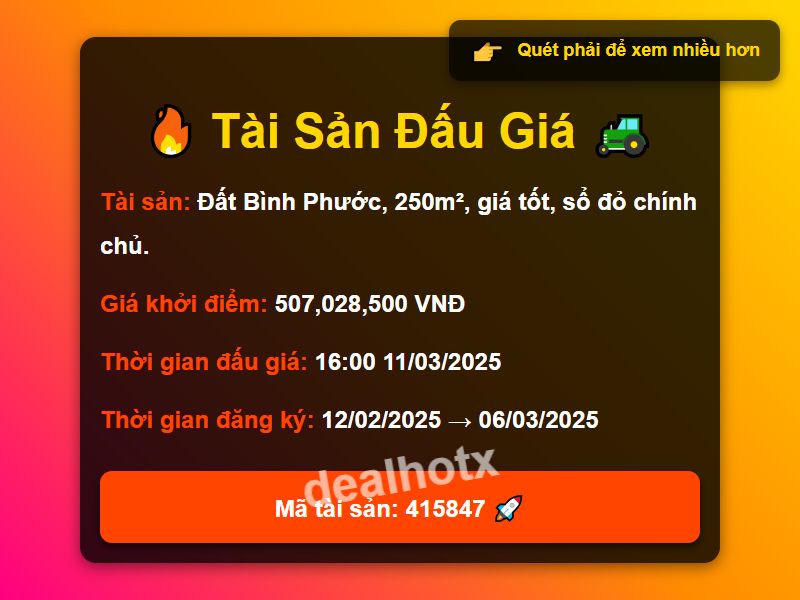 Quét phải để xem nhiều hơn
Tài Sản Đấu Giá
Tài sản: Đất Bình Phước, 250m², giá tốt, sổ đỏ chính
chủ.
Giá khởi điểm: 507,028,500 VNĐ
Thời gian đấu giá: 16:00 11/03/2025
Thời gian đăng ký: 12/02/2025 → 06/03/2025
dealhotx
Mã tài sản: 415847